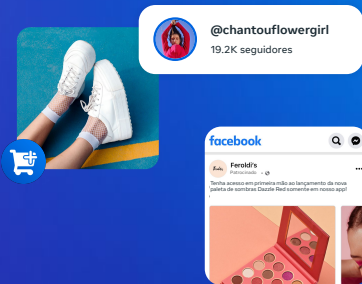 @chantouflowergirl
19.2K seguidores
facebook
Feroldi's
Patrocinado
Tenha acesso em primeira mão ao lançamento da nova
paleta de sombras Dazzle Red somente em nosso app!